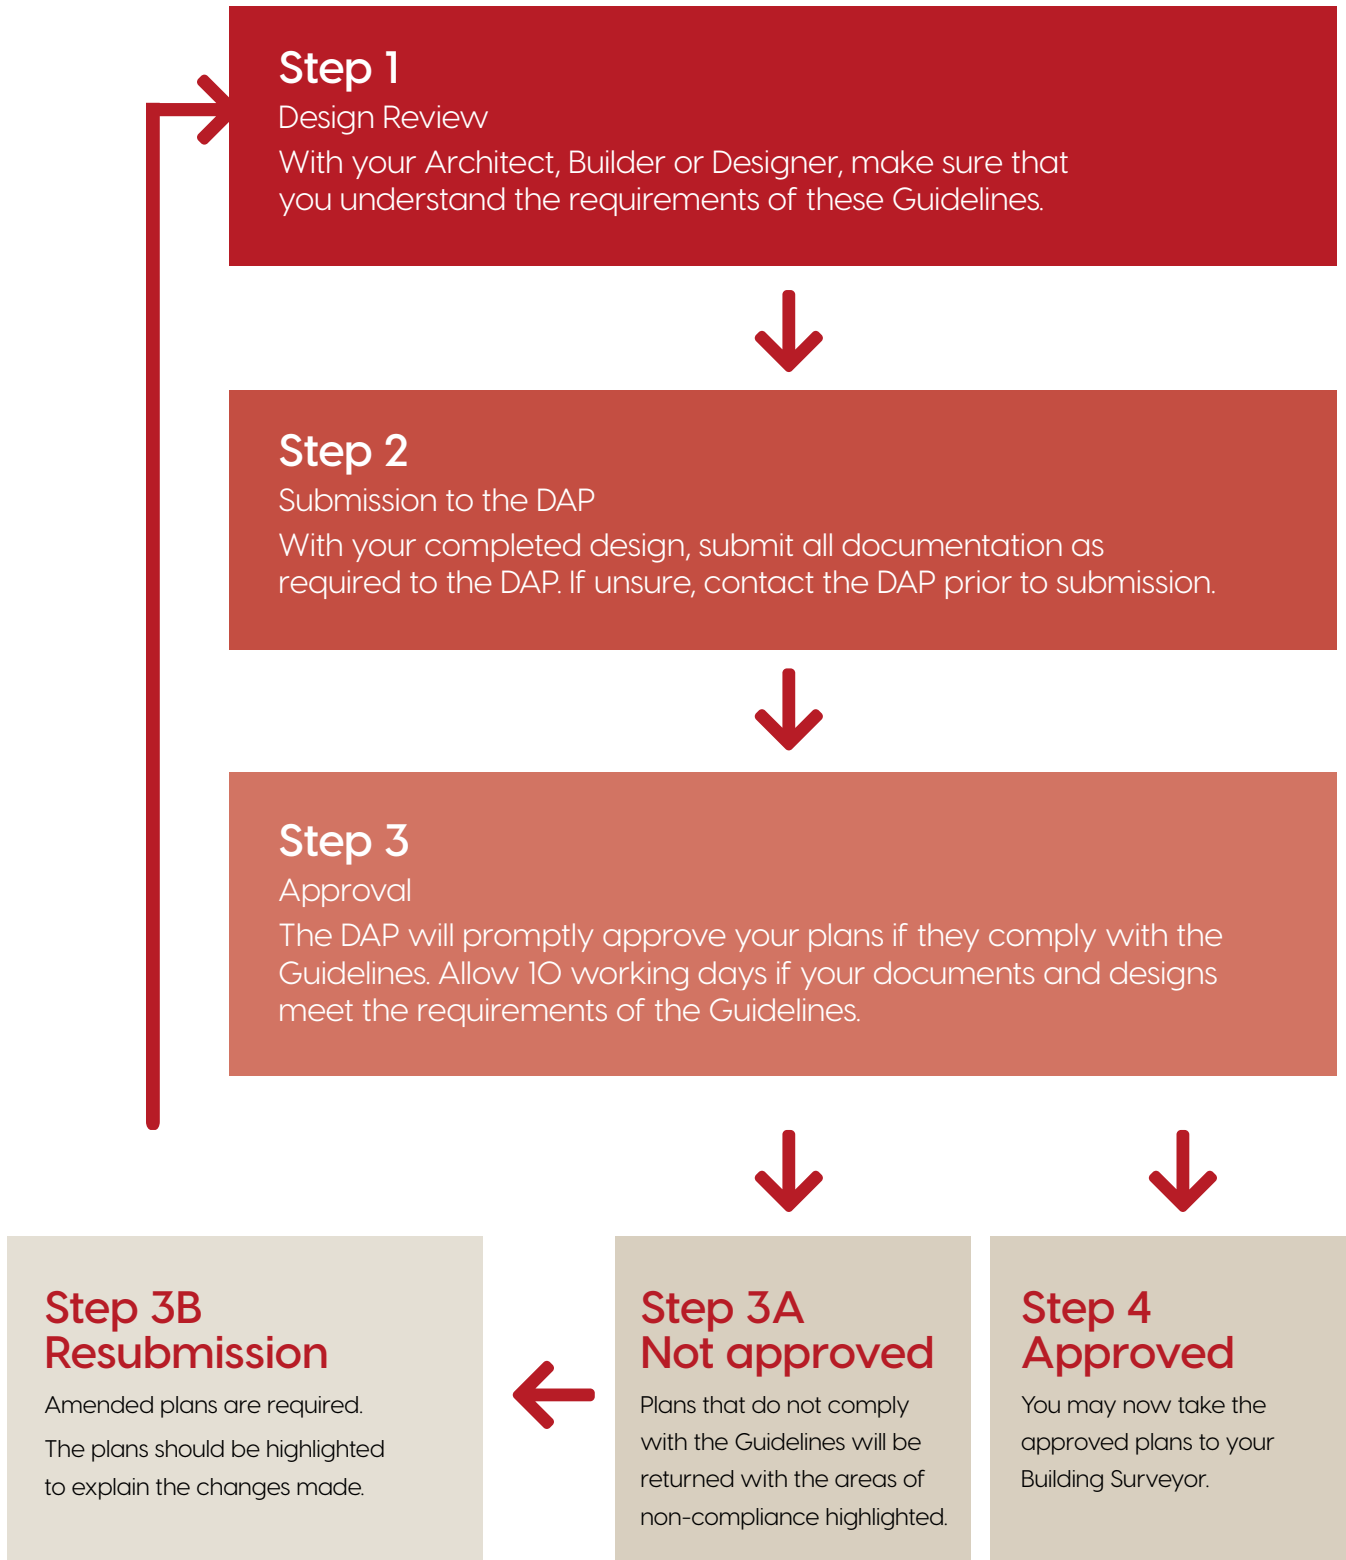 Step 1
Design Review
With your Architect, Builder or Designer, make sure that
you understand the requirements of these Guidelines.
Step 2
Submission to the DAP
With your completed design, submit all documentation as
required to the DAP. If unsure, contact the DAP prior to submission.
Step 3
Approval
The DAP will promptly approve your plans if they comply with the
Guidelines. Allow 10 working days if your documents and designs
meet the requirements of the Guidelines.
Step 3B
Resubmission
Amended plans are required.
The plans should be highlighted
to explain the changes made.
Step 3A
Not approved
Plans that do not comply
with the Guidelines will be
returned with the areas of
non-compliance highlighted.
Step 4
Approved
You may now take the
approved plans to your
Building Surveyor.